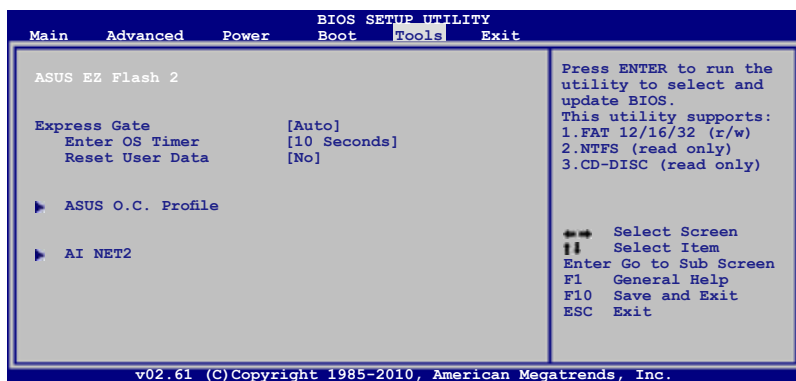 BIOS SETUP UTILITY
Main Advanced Power Boot Tools Exit
ASUS EZ Flash 2
Express Gate [Auto]
Enter OS Timer [10 Seconds]
Reset User Data [No]
ASUS O.C. Profile
AI NET2
Press ENTER to run the
utility to select and
update BIOS.
This utility supports:
1.FAT 12/16/32 (r/w)
2.NTFS (read only)
3.CD-DISC (read only)
Select Screen
Select Item
Enter Go to Sub Screen
F1 General Help
F10 Save and Exit
ESC Exit
v02.61 (C)Copyright 1985-2010, American Megatrends, Inc.